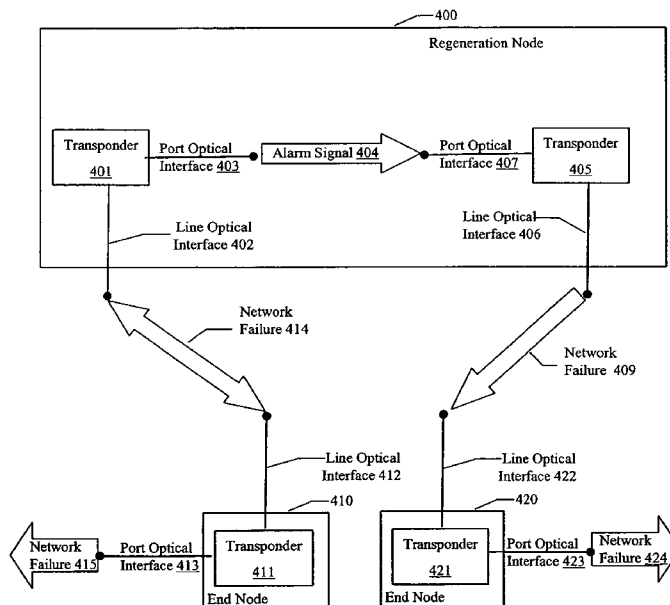 400
Regeneration Node
Transponder
401
Port Optical
Interface 403
Alarm Signal 404
Port Optical
Interface 407
Transponder
405
Line Optical
Interface 402
Line Optical
Interface 406
Network
Failure 414
Network
Failure 409
Line Optical
Interface 412
Line Optical
Interface 422
410
420
Network
Failure 415
Port Optical
Interface 413
Transponder
411
End Node
Transponder
421
End Node
Port Optical
Interface 423
Network
Failure 424